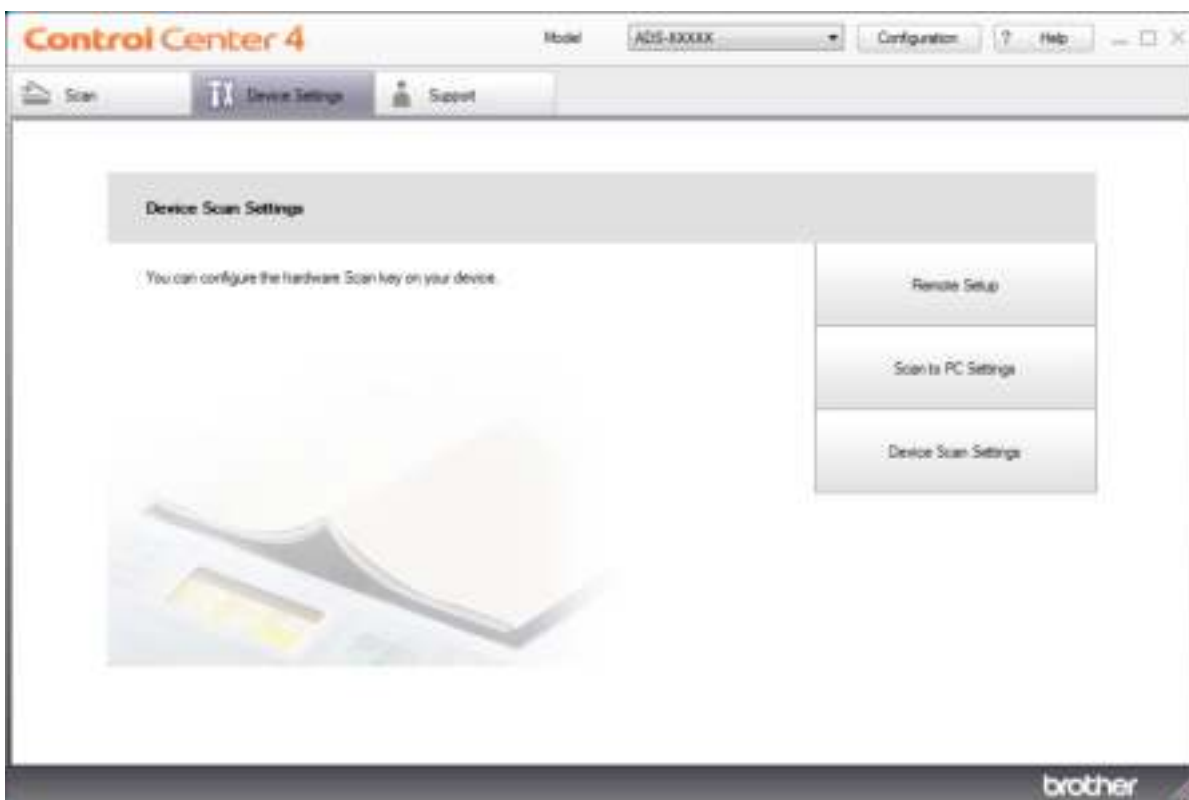 Control Center 4
Model ADS-XXXXX Configuration ? Help
Scan Device Settings Support
Device Scan Settings
You can configure the hardware Scan key on your device.
Remote Setup
Scan to PC Settings
Device Scan Settings
brother